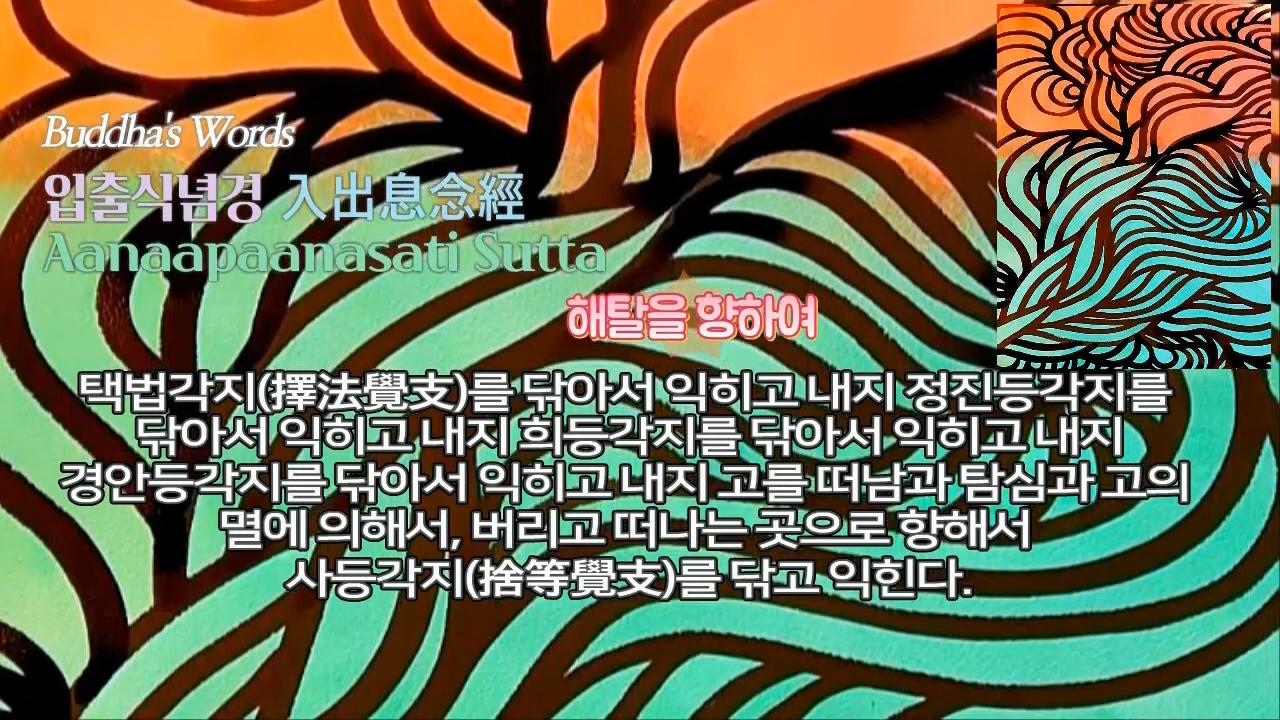 Buddha's Words
입출식념경 入出息念經
Aanaapaanasati Sutta
해탈을 향하여
택법각지(擇法覺支)를 닦아서 익히고 내지 정진등각지를
닦아서 익히고 내지 희등각지를 닦아서 익히고 내지
경안등각지를 닦아서 익히고 내지 고를 떠남과 탐심과 고의
멸에 의해서, 버리고 떠나는 곳으로 향해서
사등각지(捨等覺支)를 닦고 익힌다.